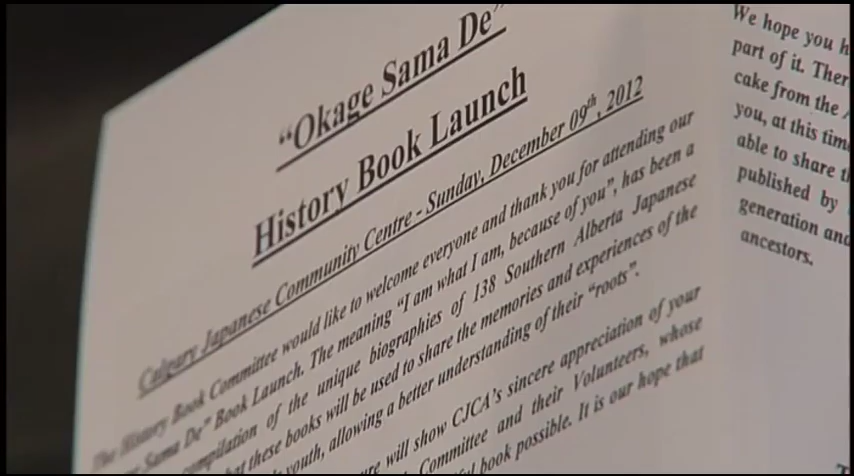 “Okage Sama De”
History Book Launch
Calgary Japanese Community Centre - Sunday, December 09th, 2012
The History Book Committee would like to welcome everyone and thank you for attending our
Sama De” Book Launch. The meaning “I am what I am, because of you”, has been a
compilation of the unique biographies of 138 Southern Alberta Japanese
these books will be used to share the memories and experiences of the
youth, allowing a better understanding of their “roots”.
will show CJCA’s sincere appreciation of your
Committee and their Volunteers, whose
book possible. It is our hope that
We hope you h
part of it. Ther
cake from the
you, at this tim
able to share t
published by
generation and
ancestors.